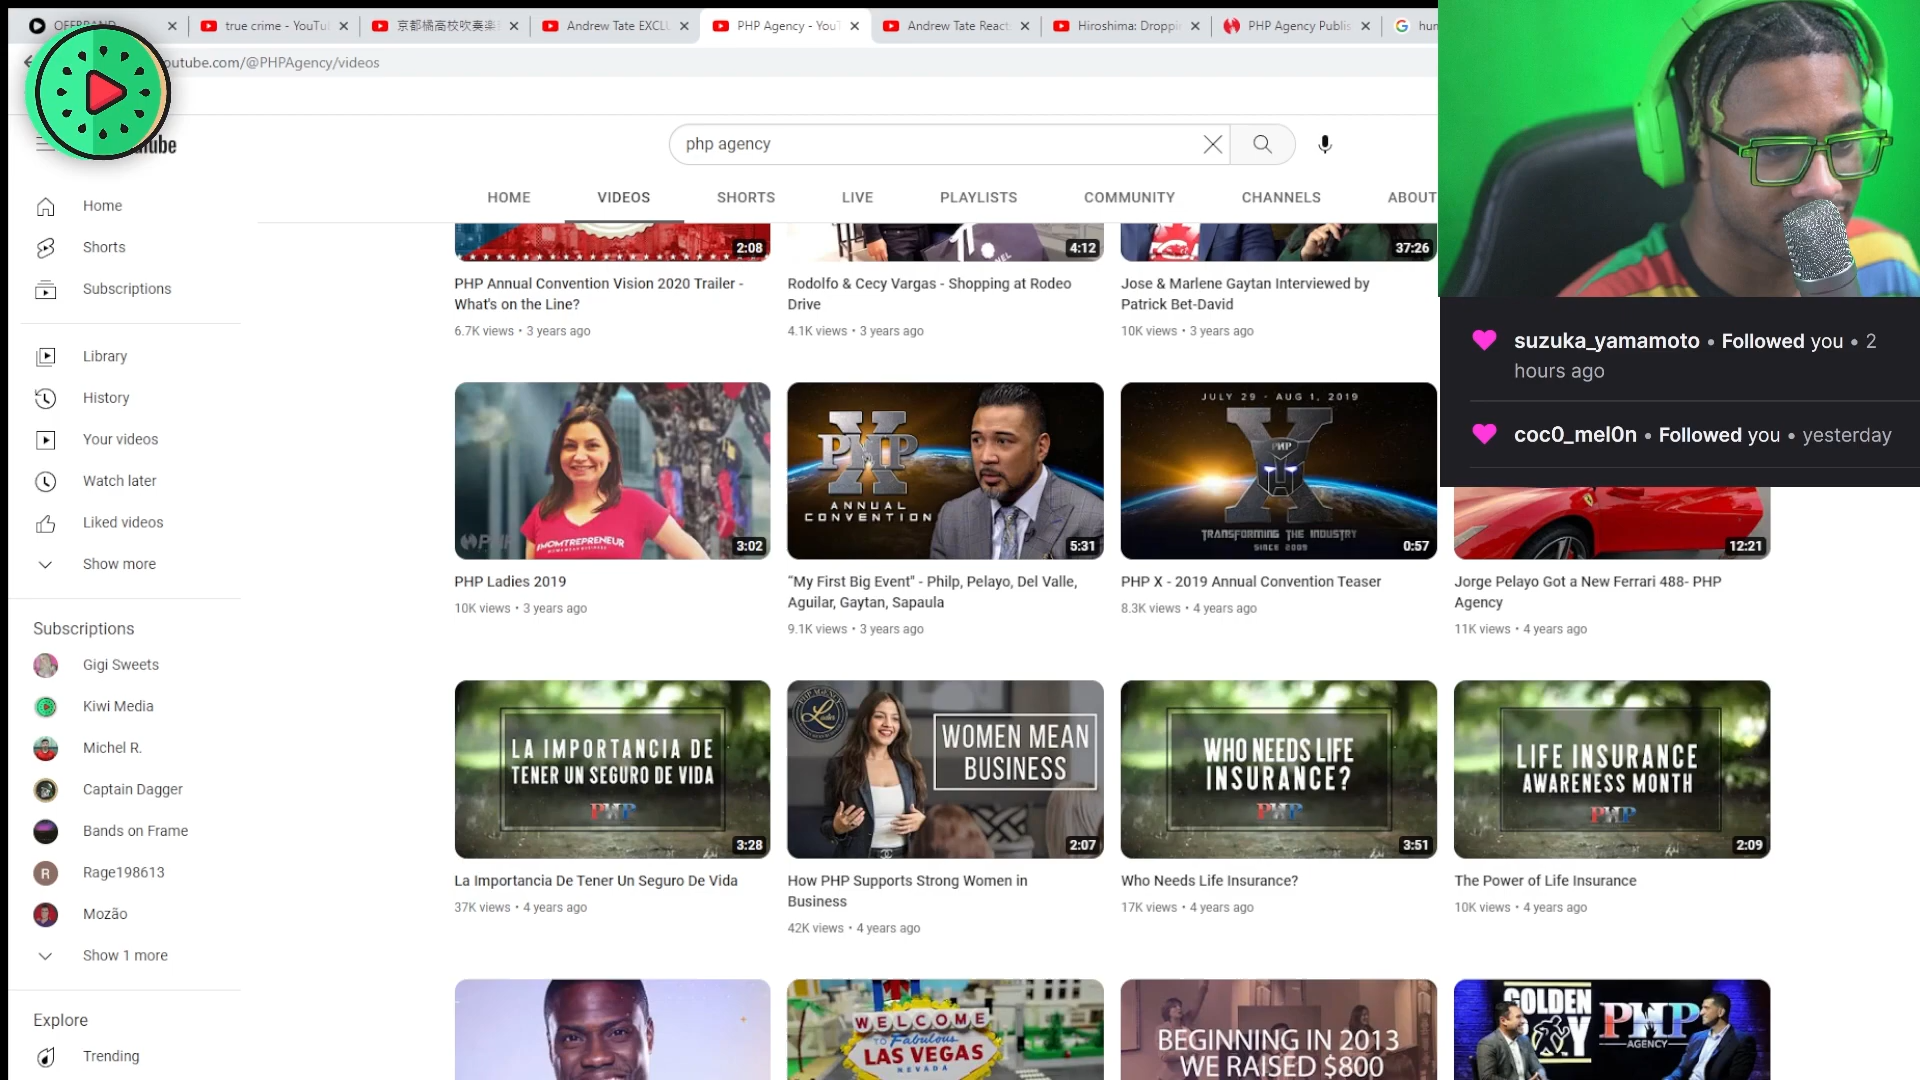 OFFBRAND
true crime - YouTu
京都橘高校吹奏楽
Andrew Tate EXCLU
PHP Agency - YouT
Andrew Tate React
Hiroshima: Droppi
PHP Agency Publis
hun
outube.com/@PHPAgency/videos
php agency
HOME
VIDEOS
SHORTS
LIVE
PLAYLISTS
COMMUNITY
CHANNELS
ABOUT
Home
Shorts
Subscriptions
Library
History
Your videos
Watch later
Liked videos
Show more
Subscriptions
Gigi Sweets
Kiwi Media
Michel R.
Captain Dagger
Bands on Frame
R
Rage198613
Mozão
Show 1 more
Explore
Trending
2:08
PHP Annual Convention Vision 2020 Trailer -
What's on the Line?
6.7K views • 3 years ago
4:12
Rodolfo & Cecy Vargas - Shopping at Rodeo
Drive
4.1K views • 3 years ago
37:26
Jose & Marlene Gaytan Interviewed by
Patrick Bet-David
10K views • 3 years ago
suzuka_yamamoto • Followed you • 2
hours ago
coc0_mel0n • Followed you • yesterday
#MOMTREPRENEUR
3:02
PHP Ladies 2019
10K views • 3 years ago
PHP
ANNUAL
CONVENTION
5:31
"My First Big Event" - Philp, Pelayo, Del Valle,
Aguilar, Gaytan, Sapaula
9.1K views • 3 years ago
JULY 29 - AUG 1, 2019
PHP
TRANSFORMING THE INDUSTRY
SINCE 2009
0:57
PHP X - 2019 Annual Convention Teaser
8.3K views • 4 years ago
12:21
Jorge Pelayo Got a New Ferrari 488- PHP
Agency
11K views • 4 years ago
LA IMPORTANCIA DE
TENER UN SEGURO DE VIDA
PHP
3:28
La Importancia De Tener Un Seguro De Vida
37K views • 4 years ago
WOMEN MEAN
BUSINESS
2:07
How PHP Supports Strong Women in
Business
42K views • 4 years ago
WHO NEEDS LIFE
INSURANCE?
PHP
3:51
Who Needs Life Insurance?
17K views • 4 years ago
LIFE INSURANCE
AWARENESS MONTH
PHP
2:09
The Power of Life Insurance
10K views • 4 years ago
WELCOME
TO Fabulous
LAS VEGAS
NEVADA
BEGINNING IN 2013
WE RAISED $800
GOLDEN
PHP
AGENCY